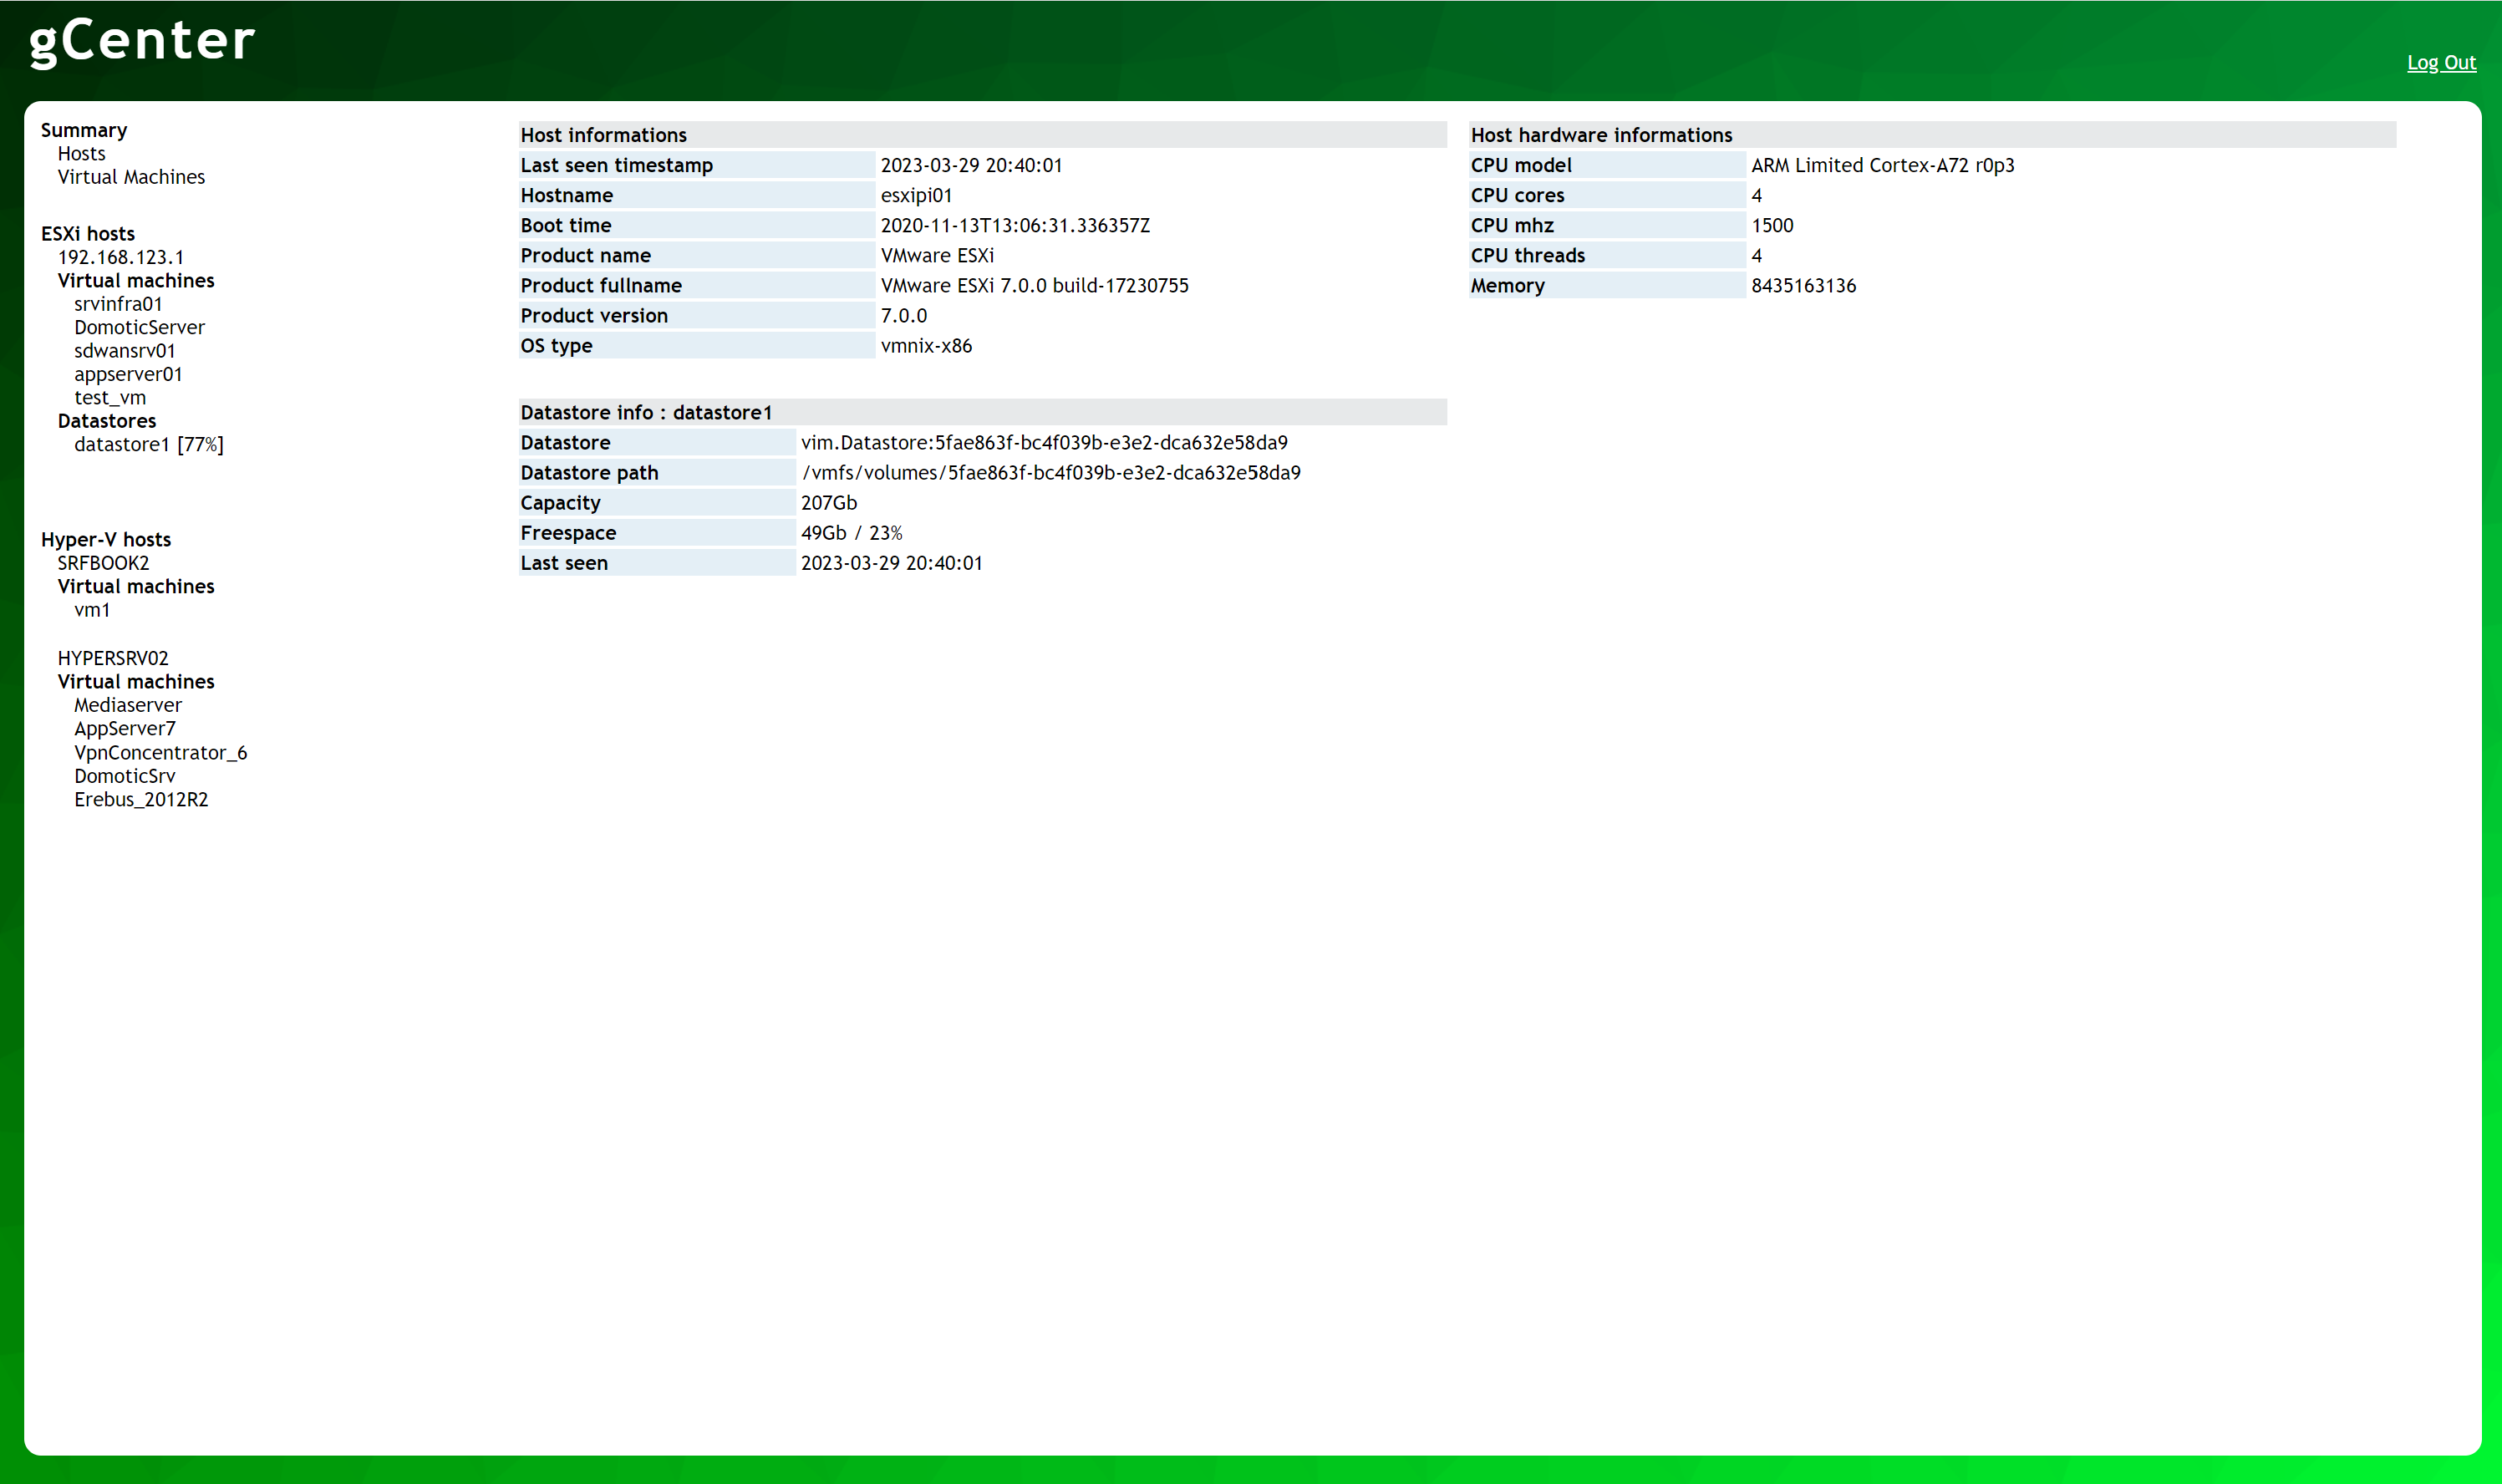 gCenter
Log Out
Summary
Hosts
Virtual Machines
ESXi hosts
192.168.123.1
Virtual machines
srvinfra01
DomoticServer
sdwansrv01
appserver01
test_vm
Datastores
datastore1 [77%]
Hyper-V hosts
SRFBOOK2
Virtual machines
vm1
HYPERSRV02
Virtual machines
Mediaserver
AppServer7
VpnConcentrator_6
DomoticSrv
Erebus_2012R2
Host informations
Last seen timestamp 2023-03-29 20:40:01
Hostname esxipi01
Boot time 2020-11-13T13:06:31.336357Z
Product name VMware ESXi
Product fullname VMware ESXi 7.0.0 build-17230755
Product version 7.0.0
OS type vmnix-x86
Datastore info : datastore1
Datastore vim.Datastore:5fae863f-bc4f039b-e3e2-dca632e58da9
Datastore path /vmfs/volumes/5fae863f-bc4f039b-e3e2-dca632e58da9
Capacity 207Gb
Freespace 49Gb / 23%
Last seen 2023-03-29 20:40:01
Host hardware informations
CPU model ARM Limited Cortex-A72 r0p3
CPU cores 4
CPU mhz 1500
CPU threads 4
Memory 8435163136